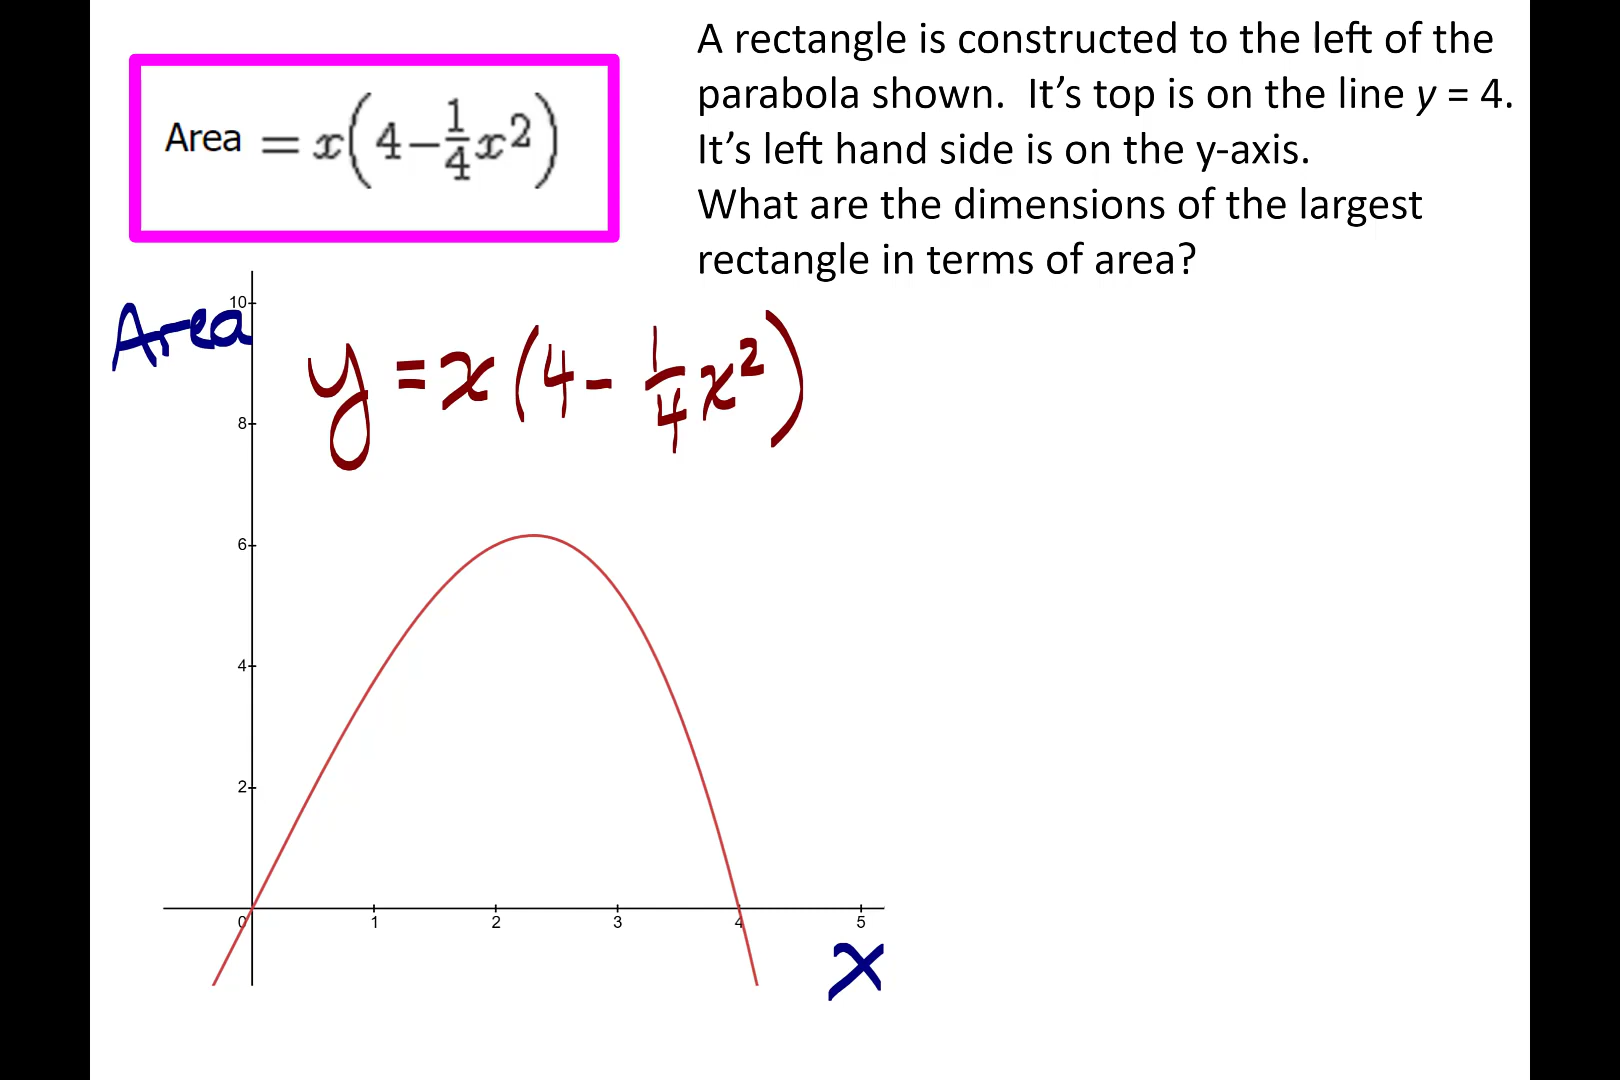 A rectangle is constructed to the left of the
parabola shown.  It’s top is on the line y = 4.
It’s left hand side is on the y-axis.
What are the dimensions of the largest
rectangle in terms of area?
Area = x(4−¼x²)
Area
y = x(4 - ¼x²)
10
8
6
4
2
0 1 2 3 4 5
x